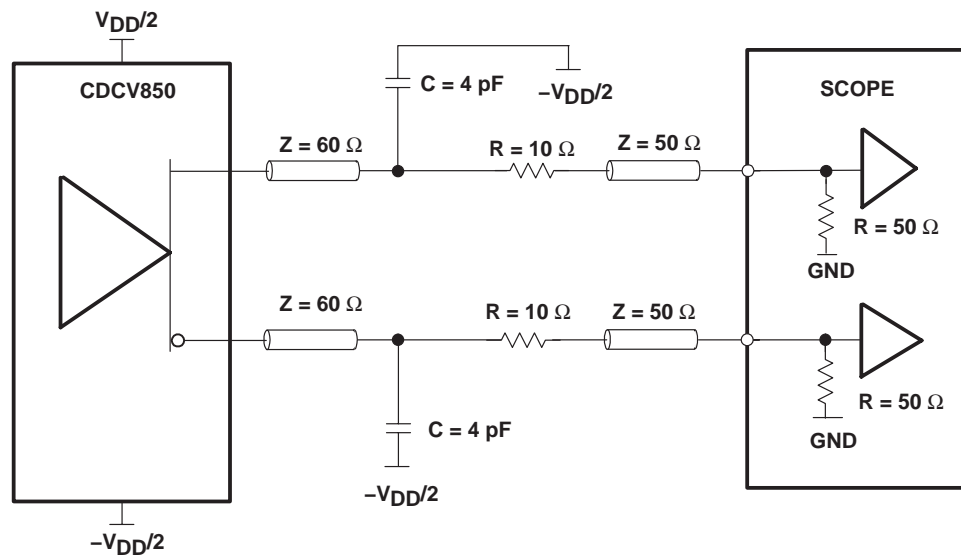 VDD/2
CDCV850
C = 4 pF
−VDD/2
SCOPE
Z = 60 Ω
R = 10 Ω
Z = 50 Ω
R = 50 Ω
GND
Z = 60 Ω
R = 10 Ω
Z = 50 Ω
R = 50 Ω
GND
C = 4 pF
−VDD/2
−VDD/2